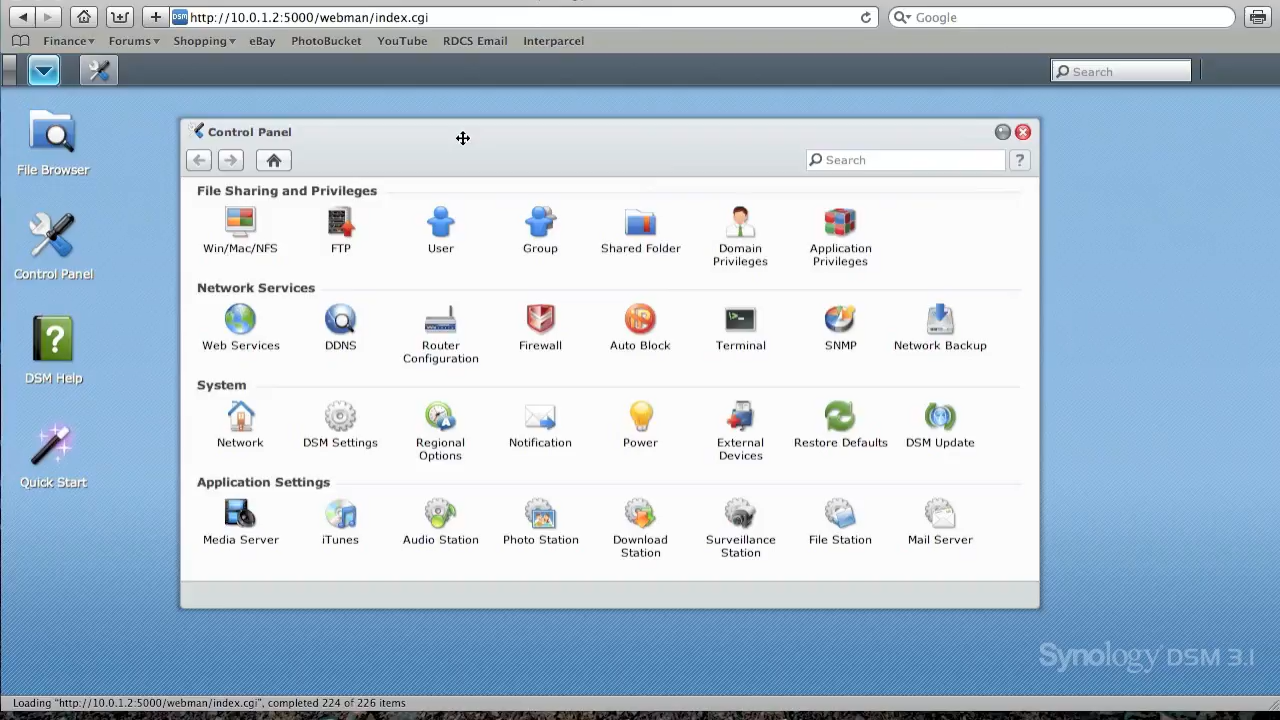 http://10.0.1.2:5000/webman/index.cgi
Google
Finance Forums Shopping eBay PhotoBucket YouTube RDCS Email Interparcel
Search
File Browser
Control Panel
DSM Help
Quick Start
Control Panel
Search
?
File Sharing and Privileges
Win/Mac/NFS
FTP
User
Group
Shared Folder
Domain
Privileges
Application
Privileges
Network Services
Web Services
DDNS
Router
Configuration
Firewall
Auto Block
Terminal
SNMP
Network Backup
System
Network
DSM Settings
Regional
Options
Notification
Power
External
Devices
Restore Defaults
DSM Update
Application Settings
Media Server
iTunes
Audio Station
Photo Station
Download
Station
Surveillance
Station
File Station
Mail Server
Synology DSM 3.1
Loading "http://10.0.1.2:5000/webman/index.cgi", completed 224 of 226 items